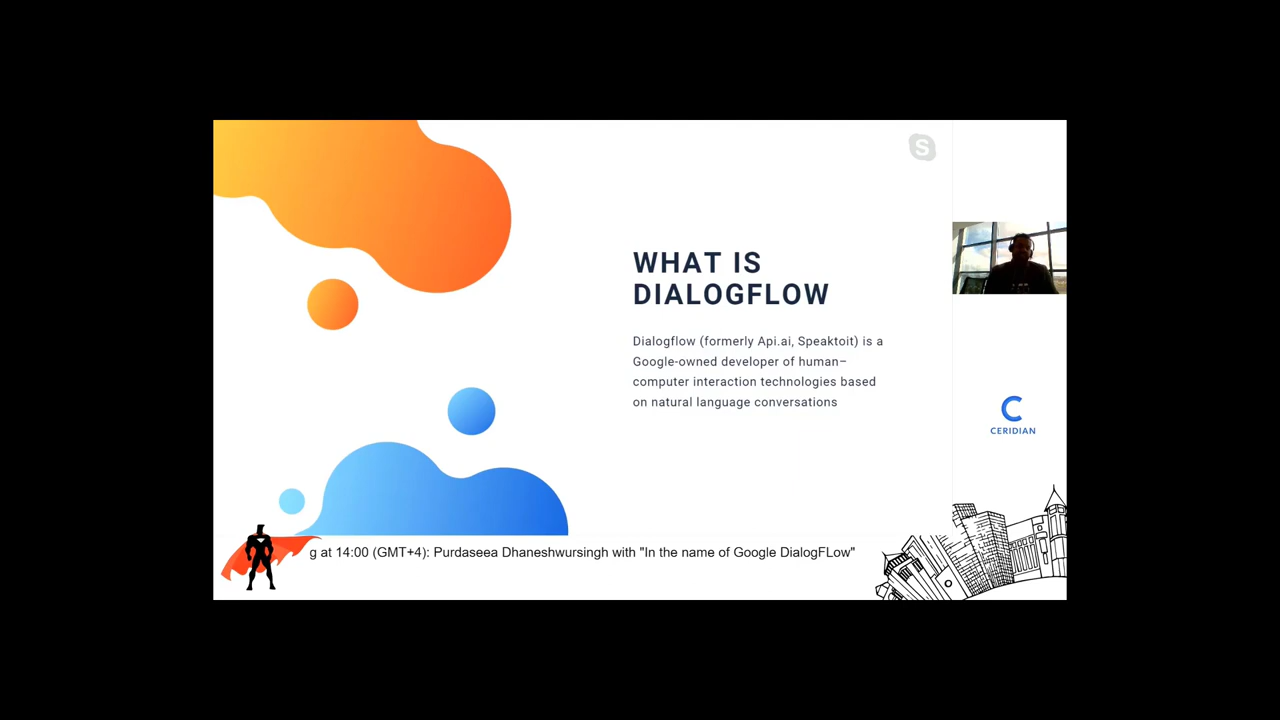 S
WHAT IS
DIALOGFLOW
Dialogflow (formerly Api.ai, Speaktoit) is a
Google-owned developer of human–
computer interaction technologies based
on natural language conversations
CERIDIAN
g at 14:00 (GMT+4): Purdaseea Dhaneshwursingh with "In the name of Google DialogFLow"